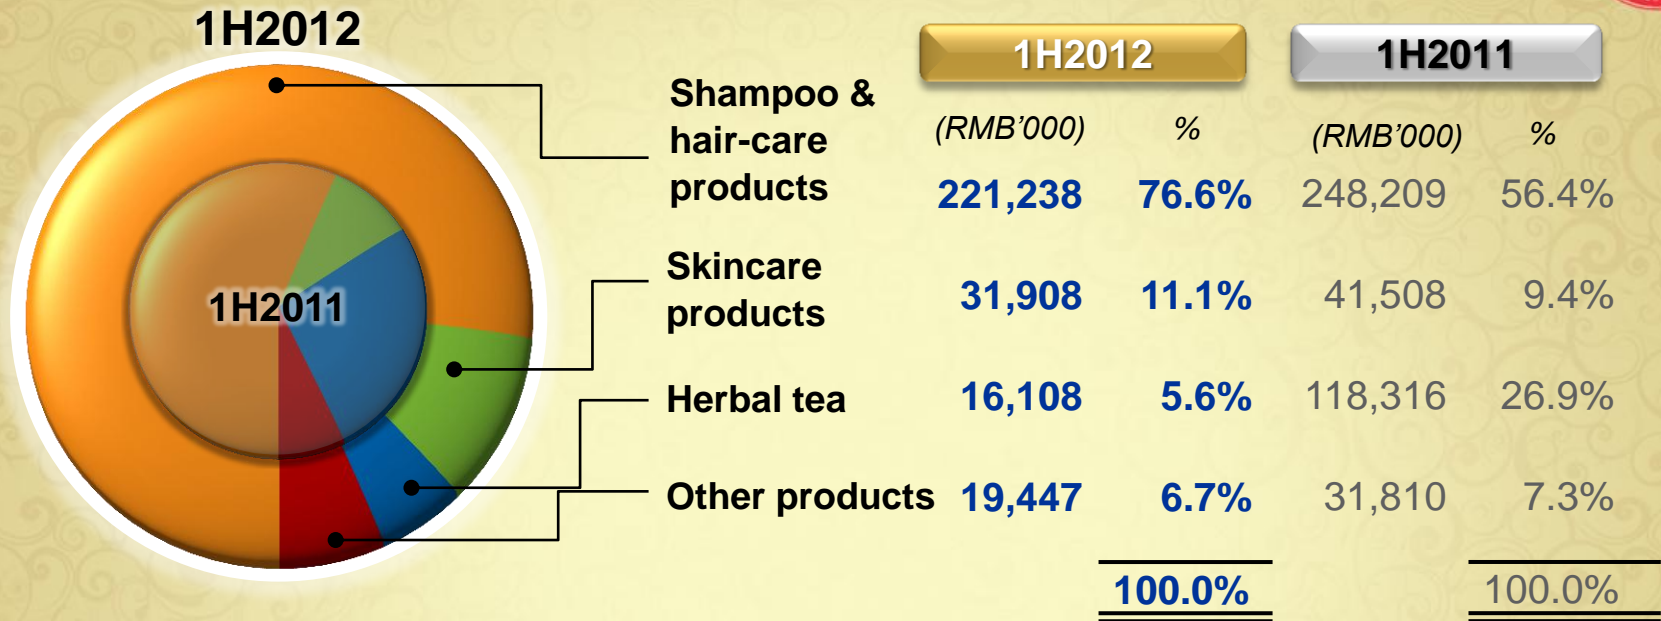 1H2012
1H2011
1H2012 1H2011
(RMB’000) % (RMB’000) %
Shampoo &
hair-care
products 221,238 76.6% 248,209 56.4%
Skincare
products 31,908 11.1% 41,508 9.4%
Herbal tea 16,108 5.6% 118,316 26.9%
Other products 19,447 6.7% 31,810 7.3%
100.0% 100.0%